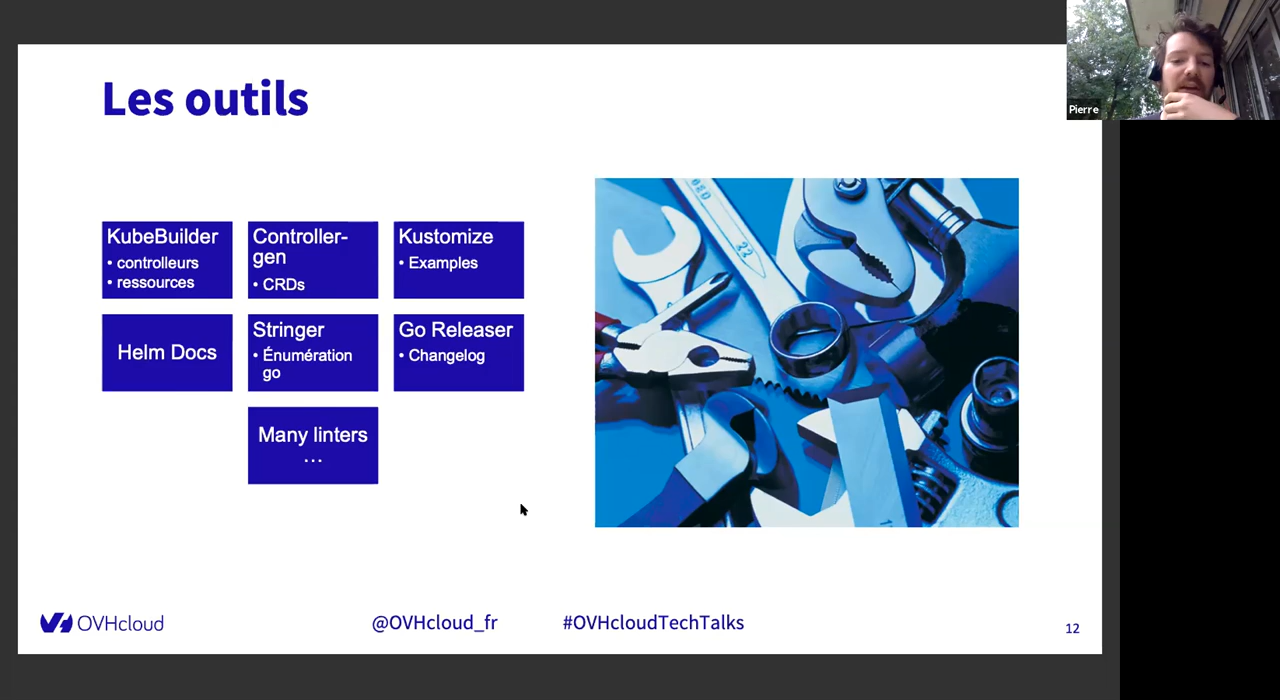 Les outils
KubeBuilder
• controlleurs
• ressources
Controller-
gen
• CRDs
Kustomize
• Examples
Helm Docs
Stringer
• Énumération
go
Go Releaser
• Changelog
Many linters
...
22
Pierre
OVHcloud
@OVHcloud_fr
#OVHcloudTechTalks
12